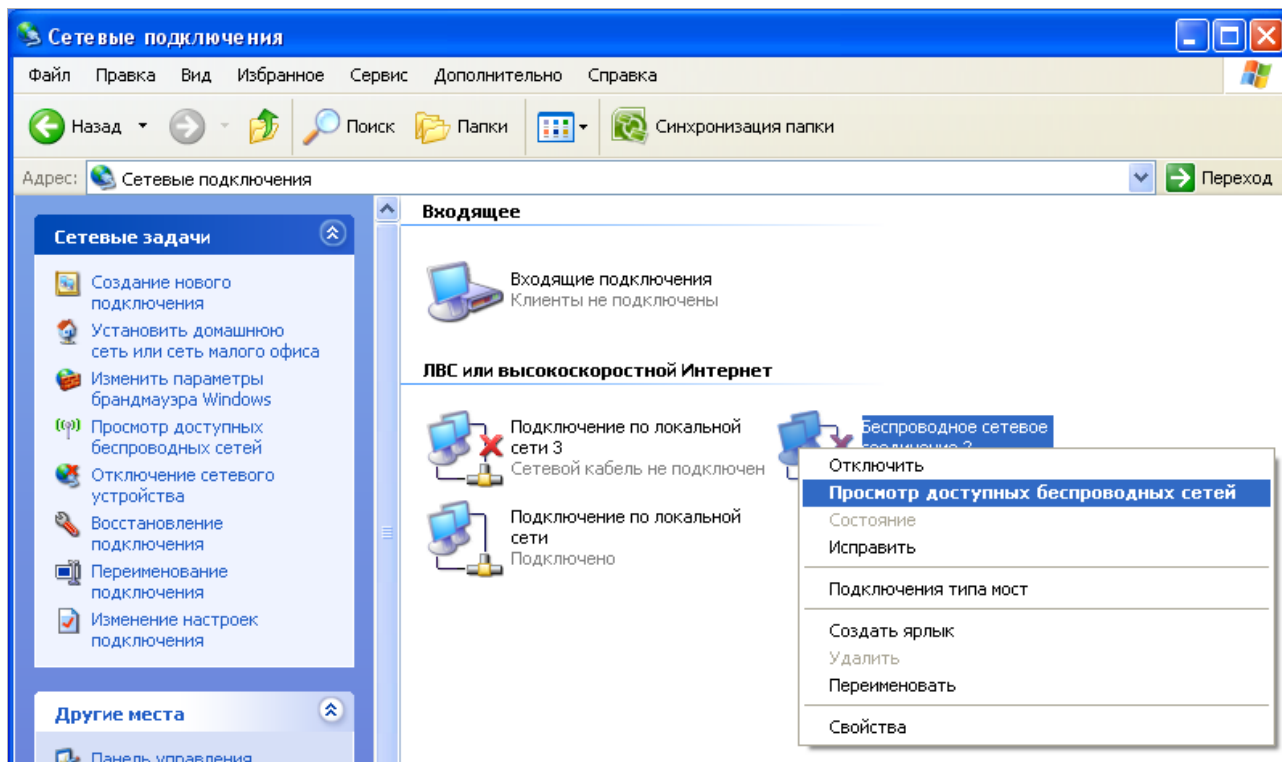 Сетевые подключения
Файл Правка Вид Избранное Сервис Дополнительно Справка
Назад Поиск Папки Синхронизация папки
Адрес: Сетевые подключения Переход
Сетевые задачи
Создание нового
подключения
Установить домашнюю
сеть или сеть малого офиса
Изменить параметры
брандмауэра Windows
Просмотр доступных
беспроводных сетей
Отключение сетевого
устройства
Восстановление
подключения
Переименование
подключения
Изменение настроек
подключения
Другие места
Панель управления
Входящее
Входящие подключения
Клиенты не подключены
ЛВС или высокоскоростной Интернет
Подключение по локальной
сети 3
Сетевой кабель не подключен
Беспроводное сетевое
соединение 2
Подключение по локальной
сети
Подключено
Отключить
Просмотр доступных беспроводных сетей
Состояние
Исправить
Подключения типа мост
Создать ярлык
Удалить
Переименовать
Свойства